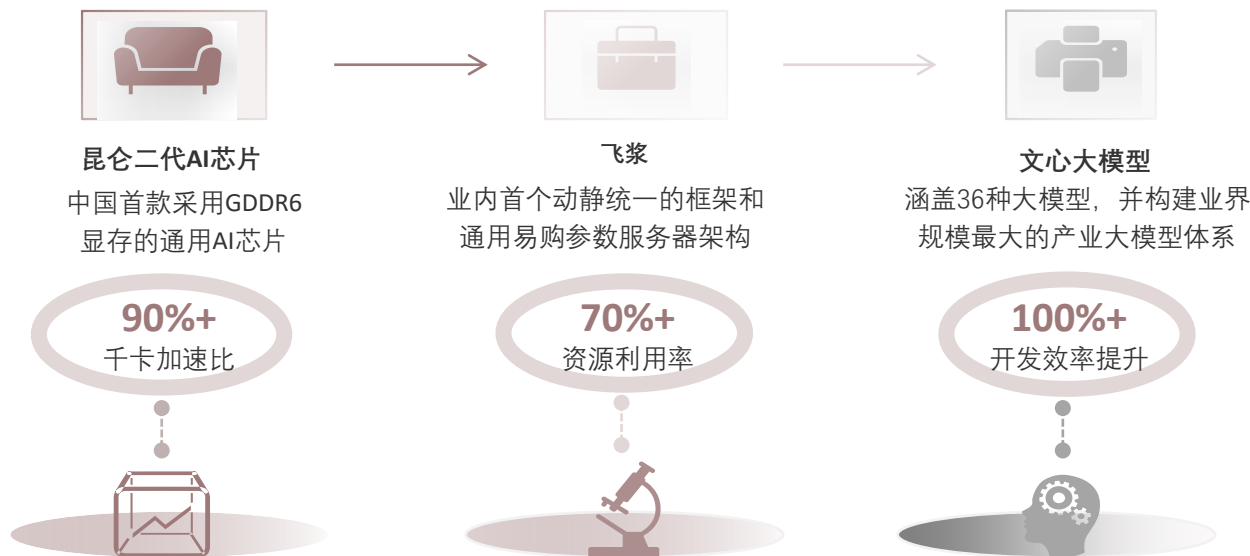 昆仑二代AI芯片
中国首款采用GDDR6
显存的通用AI芯片
90%+
千卡加速比
飞浆
业内首个动静统一的框架和
通用易购参数服务器架构
70%+
资源利用率
文心大模型
涵盖36种大模型，并构建业界
规模最大的产业大模型体系
100%+
开发效率提升